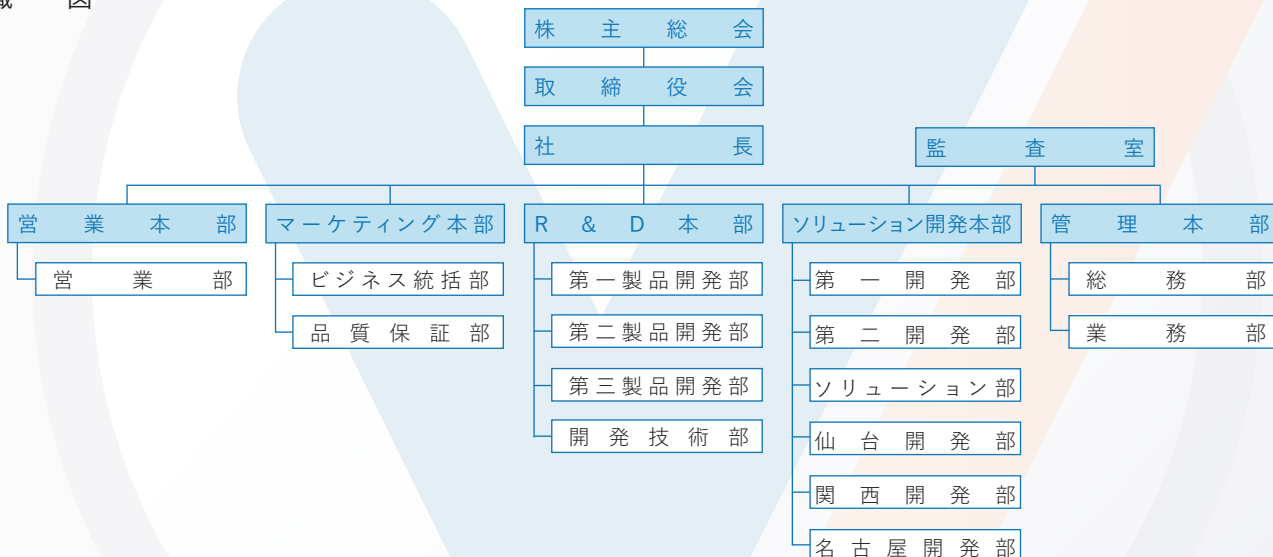 図
株主総会
取締役会
社長
監査室
営業本部
マーケティング本部
R&D本部
ソリューション開発本部
管理本部
営業部
ビジネス統括部
品質保証部
第一製品開発部
第二製品開発部
第三製品開発部
開発技術部
第一開発部
第二開発部
ソリューション部
仙台開発部
関西開発部
名古屋開発部
総務部
業務部